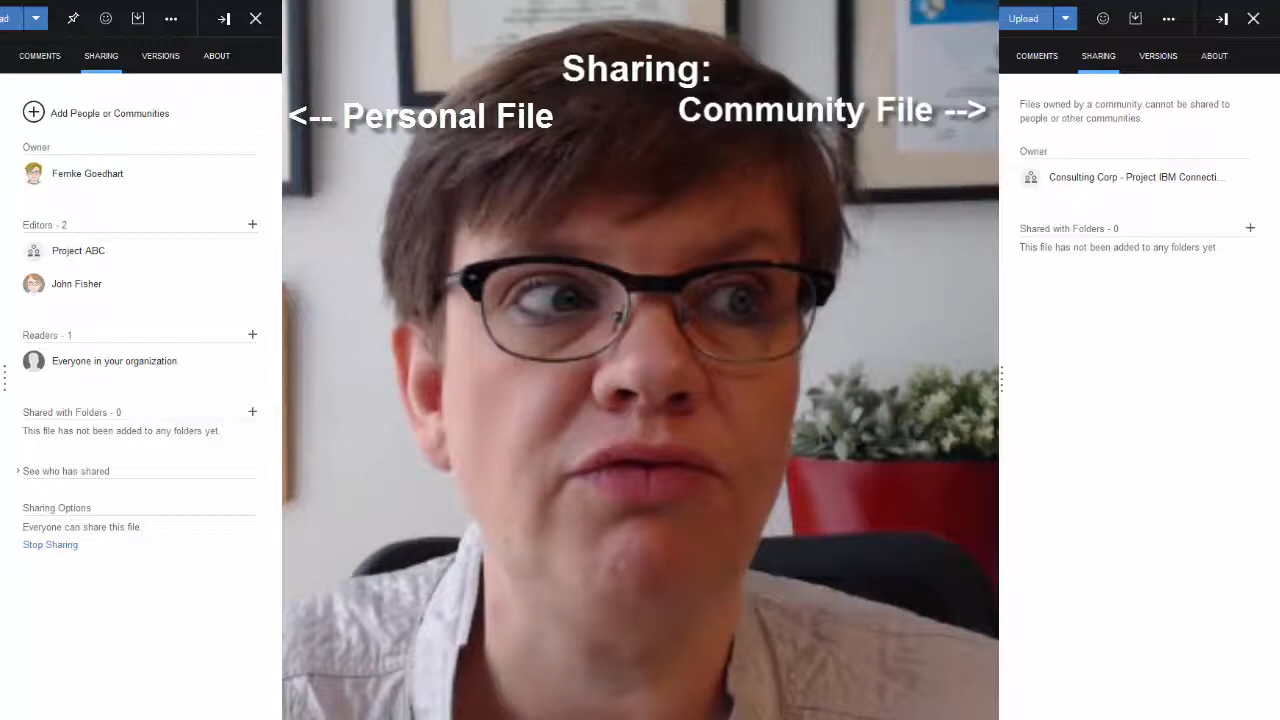 ad
COMMENTS SHARING VERSIONS ABOUT
Add People or Communities
Owner
Femke Goedhart
Editors - 2
Project ABC
John Fisher
Readers - 1
Everyone in your organization
Shared with Folders - 0
This file has not been added to any folders yet.
See who has shared
Sharing Options
Everyone can share this file.
Stop Sharing
Sharing:
<-- Personal File
Community File -->
Upload
COMMENTS SHARING VERSIONS ABOUT
Files owned by a community cannot be shared to
people or other communities.
Owner
Consulting Corp - Project IBM Connecti...
Shared with Folders - 0
This file has not been added to any folders yet